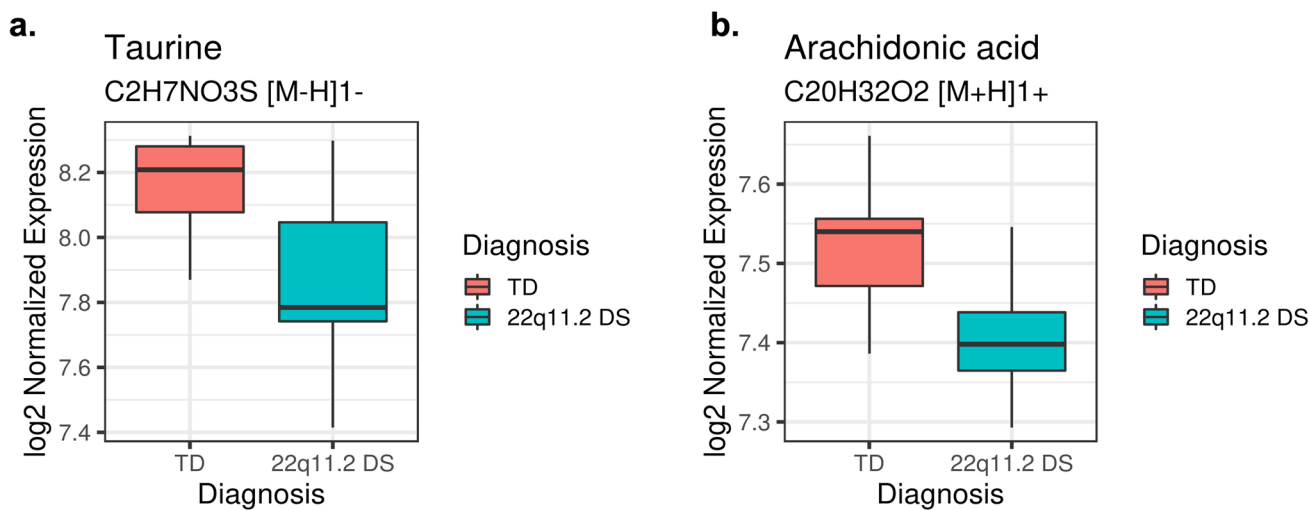 a.
Taurine
C2H7NO3S [M-H]1-
log2 Normalized Expression
8.2
8.0
7.8
7.6
7.4
TD
22q11.2 DS
Diagnosis
Diagnosis
TD
22q11.2 DS
b.
Arachidonic acid
C20H32O2 [M+H]1+
log2 Normalized Expression
7.6
7.5
7.4
7.3
TD
22q11.2 DS
Diagnosis
Diagnosis
TD
22q11.2 DS